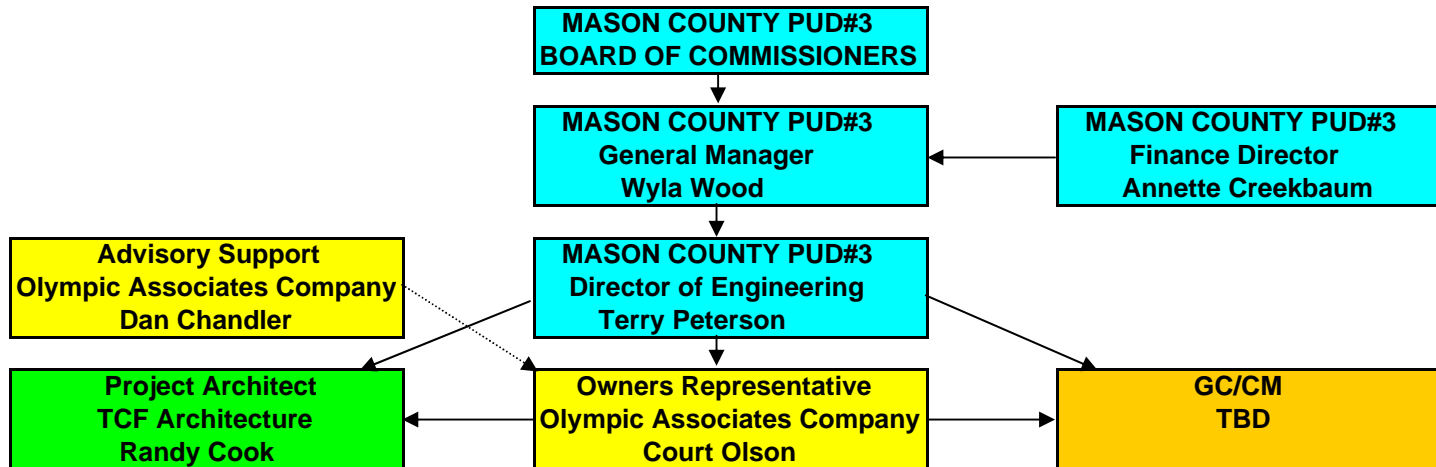 MASON COUNTY PUD#3
BOARD OF COMMISSIONERS
MASON COUNTY PUD#3
General Manager
Wyla Wood
MASON COUNTY PUD#3
Finance Director
Annette Creekbaum
Advisory Support
Olympic Associates Company
Dan Chandler
MASON COUNTY PUD#3
Director of Engineering
Terry Peterson
Project Architect
TCF Architecture
Randy Cook
Owners Representative
Olympic Associates Company
Court Olson
GC/CM
TBD